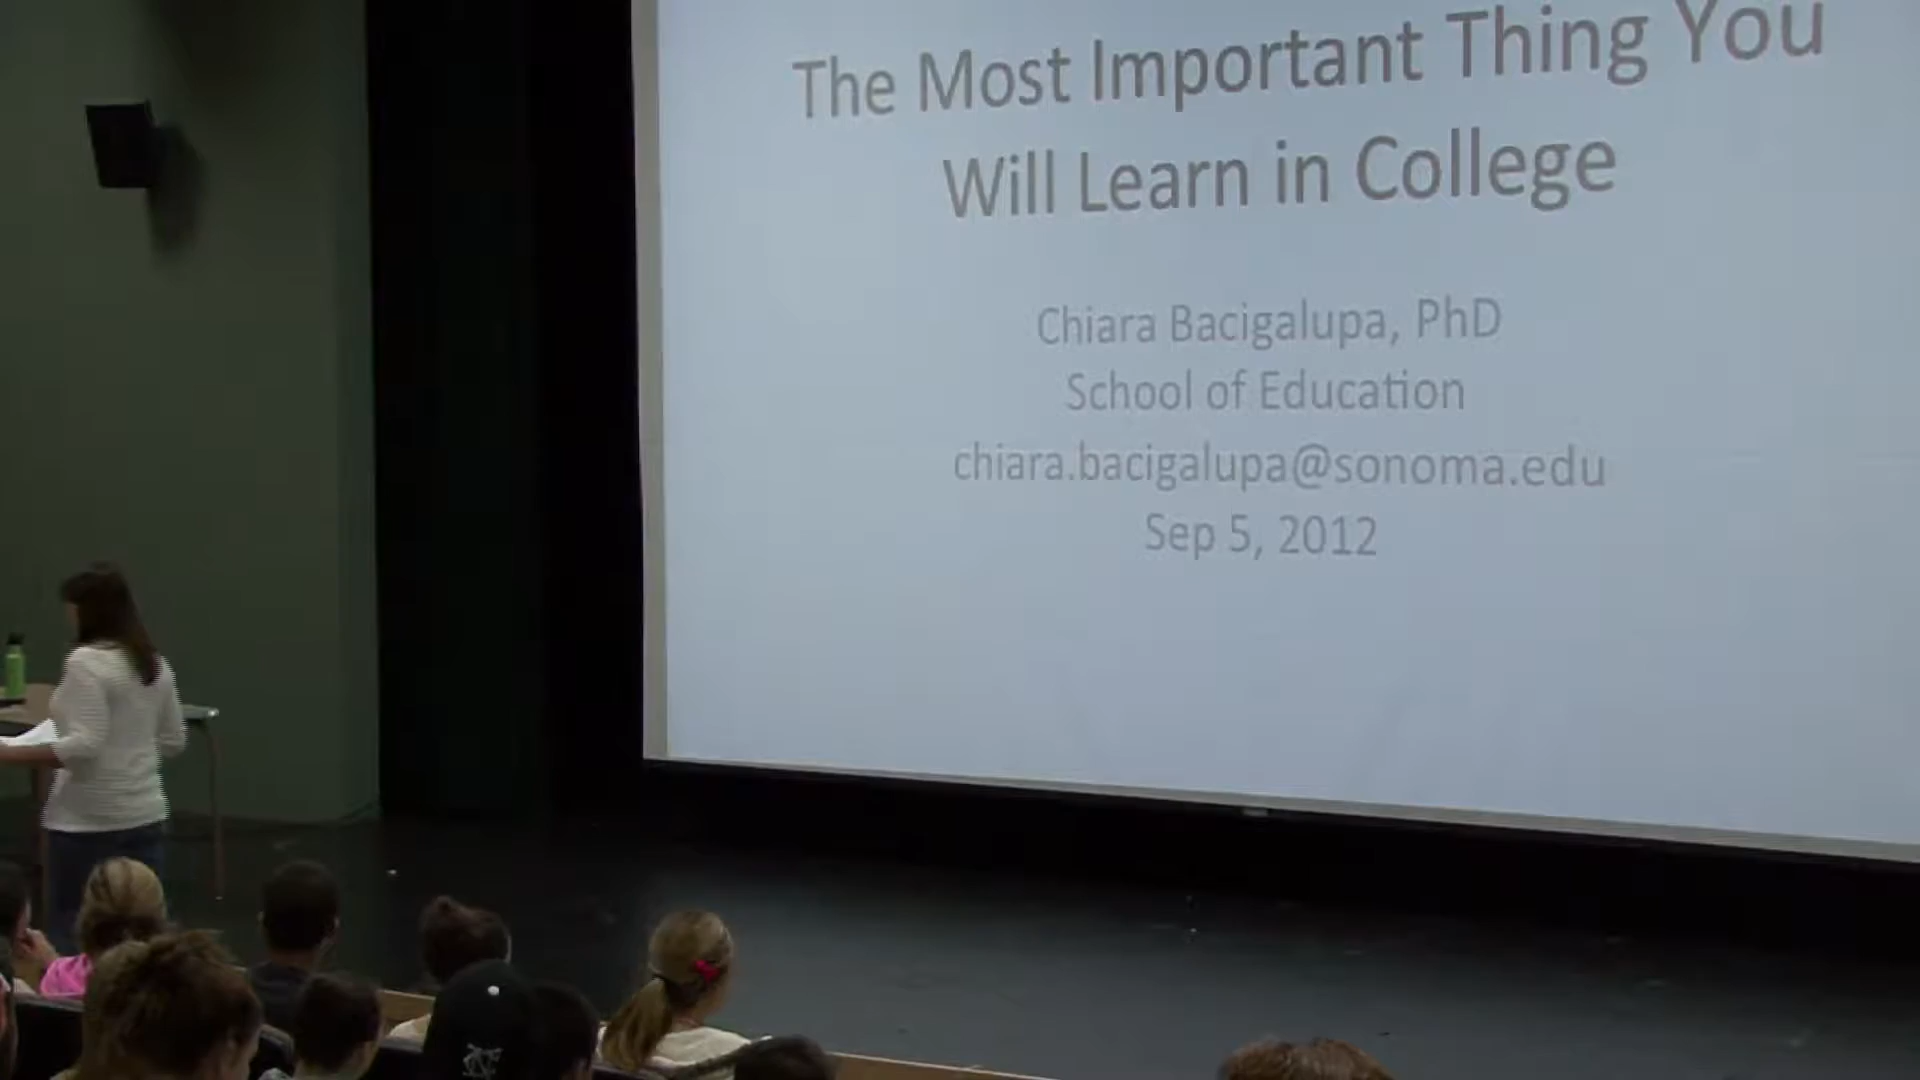 The Most Important Thing You
Will Learn in College
Chiara Bacigalupa, PhD
School of Education
chiara.bacigalupa@sonoma.edu
Sep 5, 2012